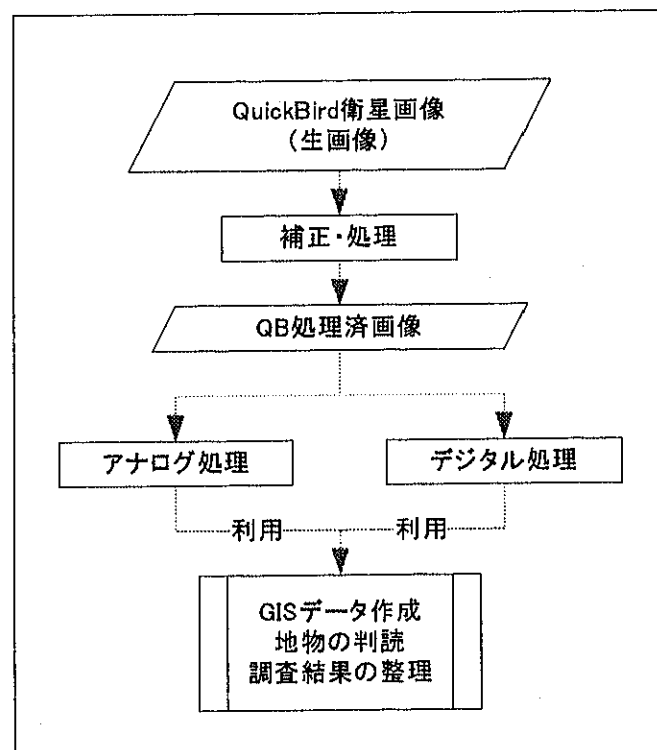 QuickBird衛星画像
(生画像)
補正・処理
QB処理済画像
アナログ処理
デジタル処理
利用
利用
GISデータ作成
地物の判読
調査結果の整理